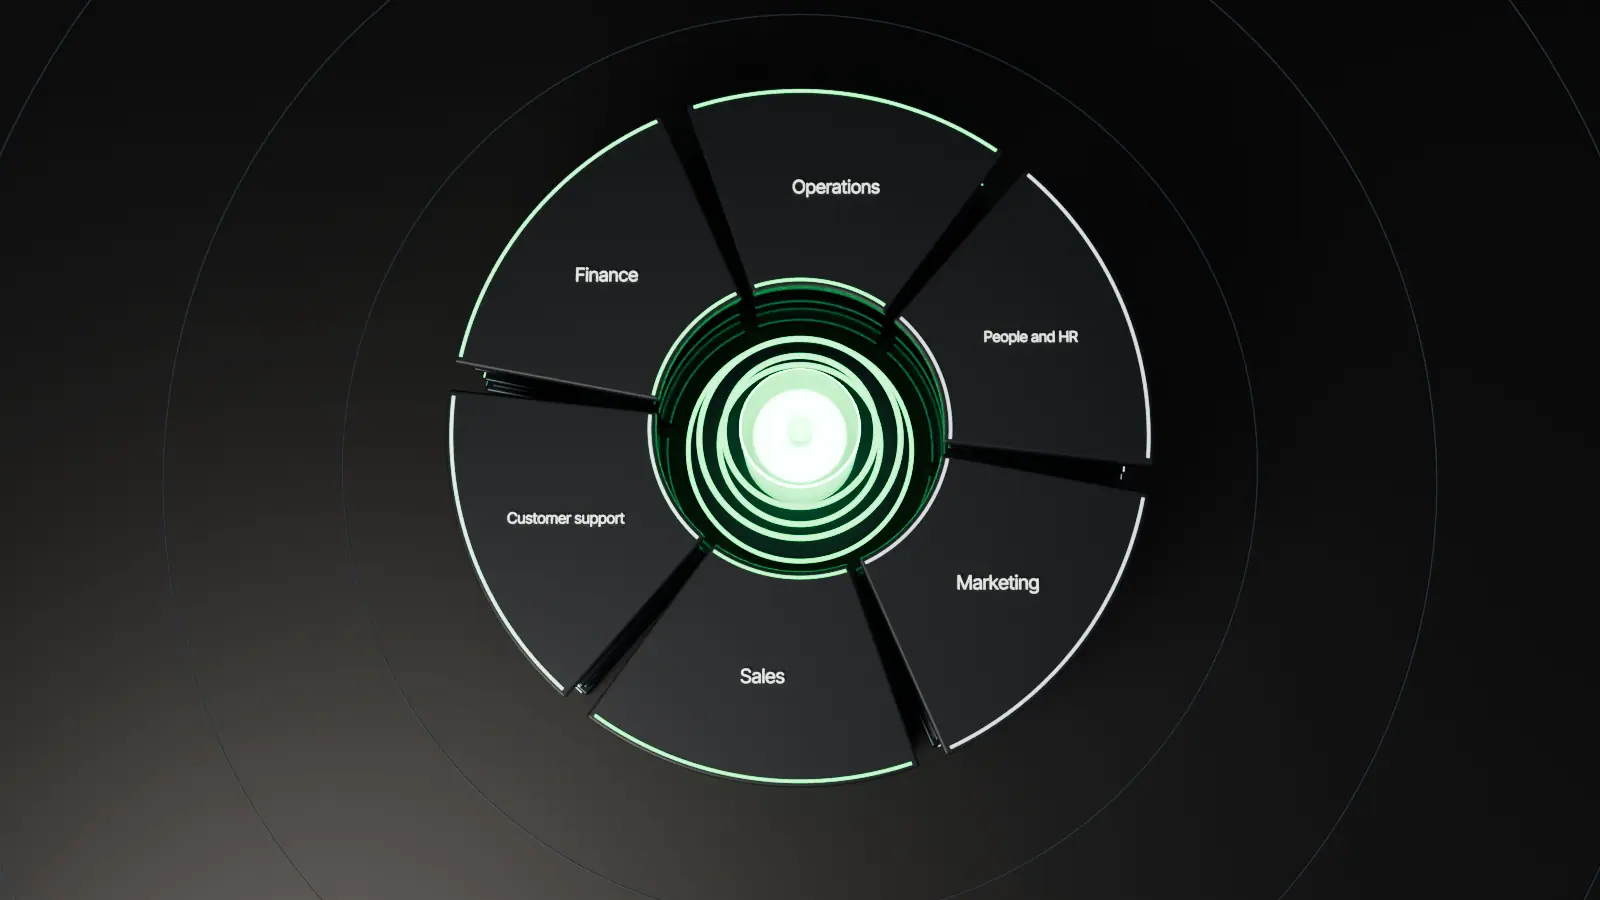 Operations
Finance
People and HR
Customer support
Marketing
Sales